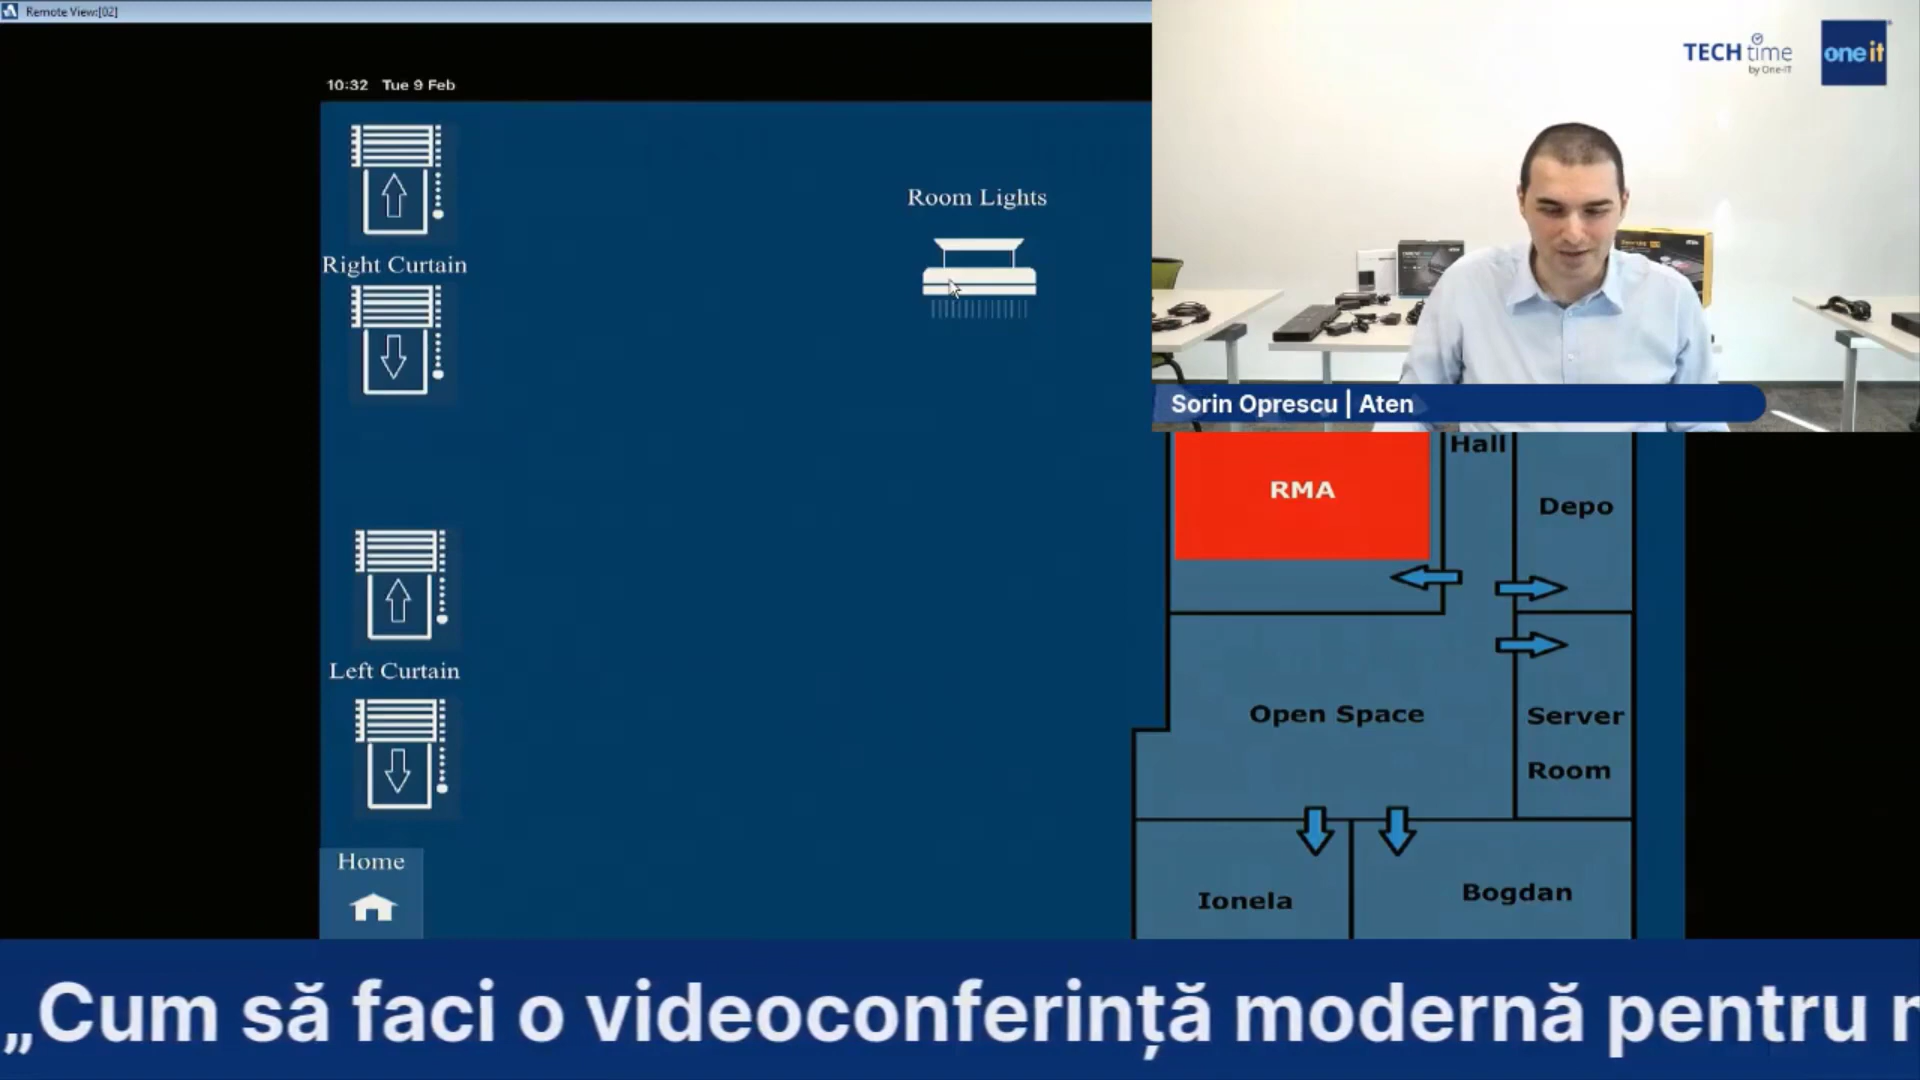 Remote View:[02]
TECH time
by One-IT
one it
10:32 Tue 9 Feb
Room Lights
Right Curtain
Sorin Oprescu | Aten
Hall
RMA
Depo
Left Curtain
Open Space
Server
Room
Home
Ionela
Bogdan
„Cum să faci o videoconferință modernă pentru